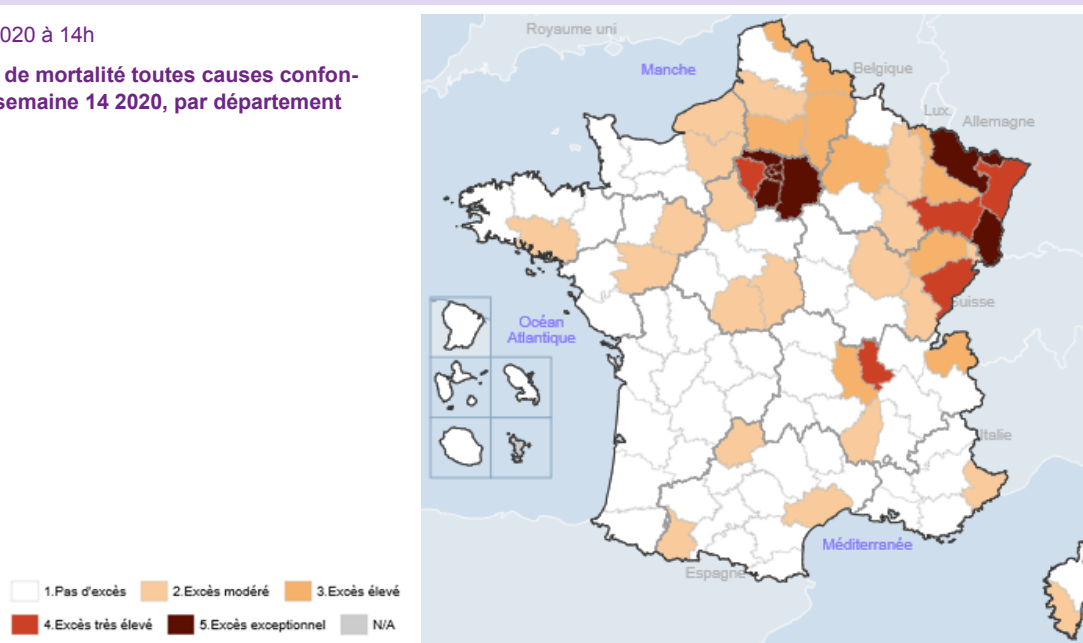 020 à 14h
de mortalité toutes causes confon-
semaine 14 2020, par département
Royaume uni
Manche
Belgique
Lux.
Allemagne
Suisse
Océan
Atlantique
Italie
Méditerranée
Espagne
1.Pas d'excès 2.Excès modéré 3.Excès élevé
4.Excès très élevé 5.Excès exceptionnel N/A